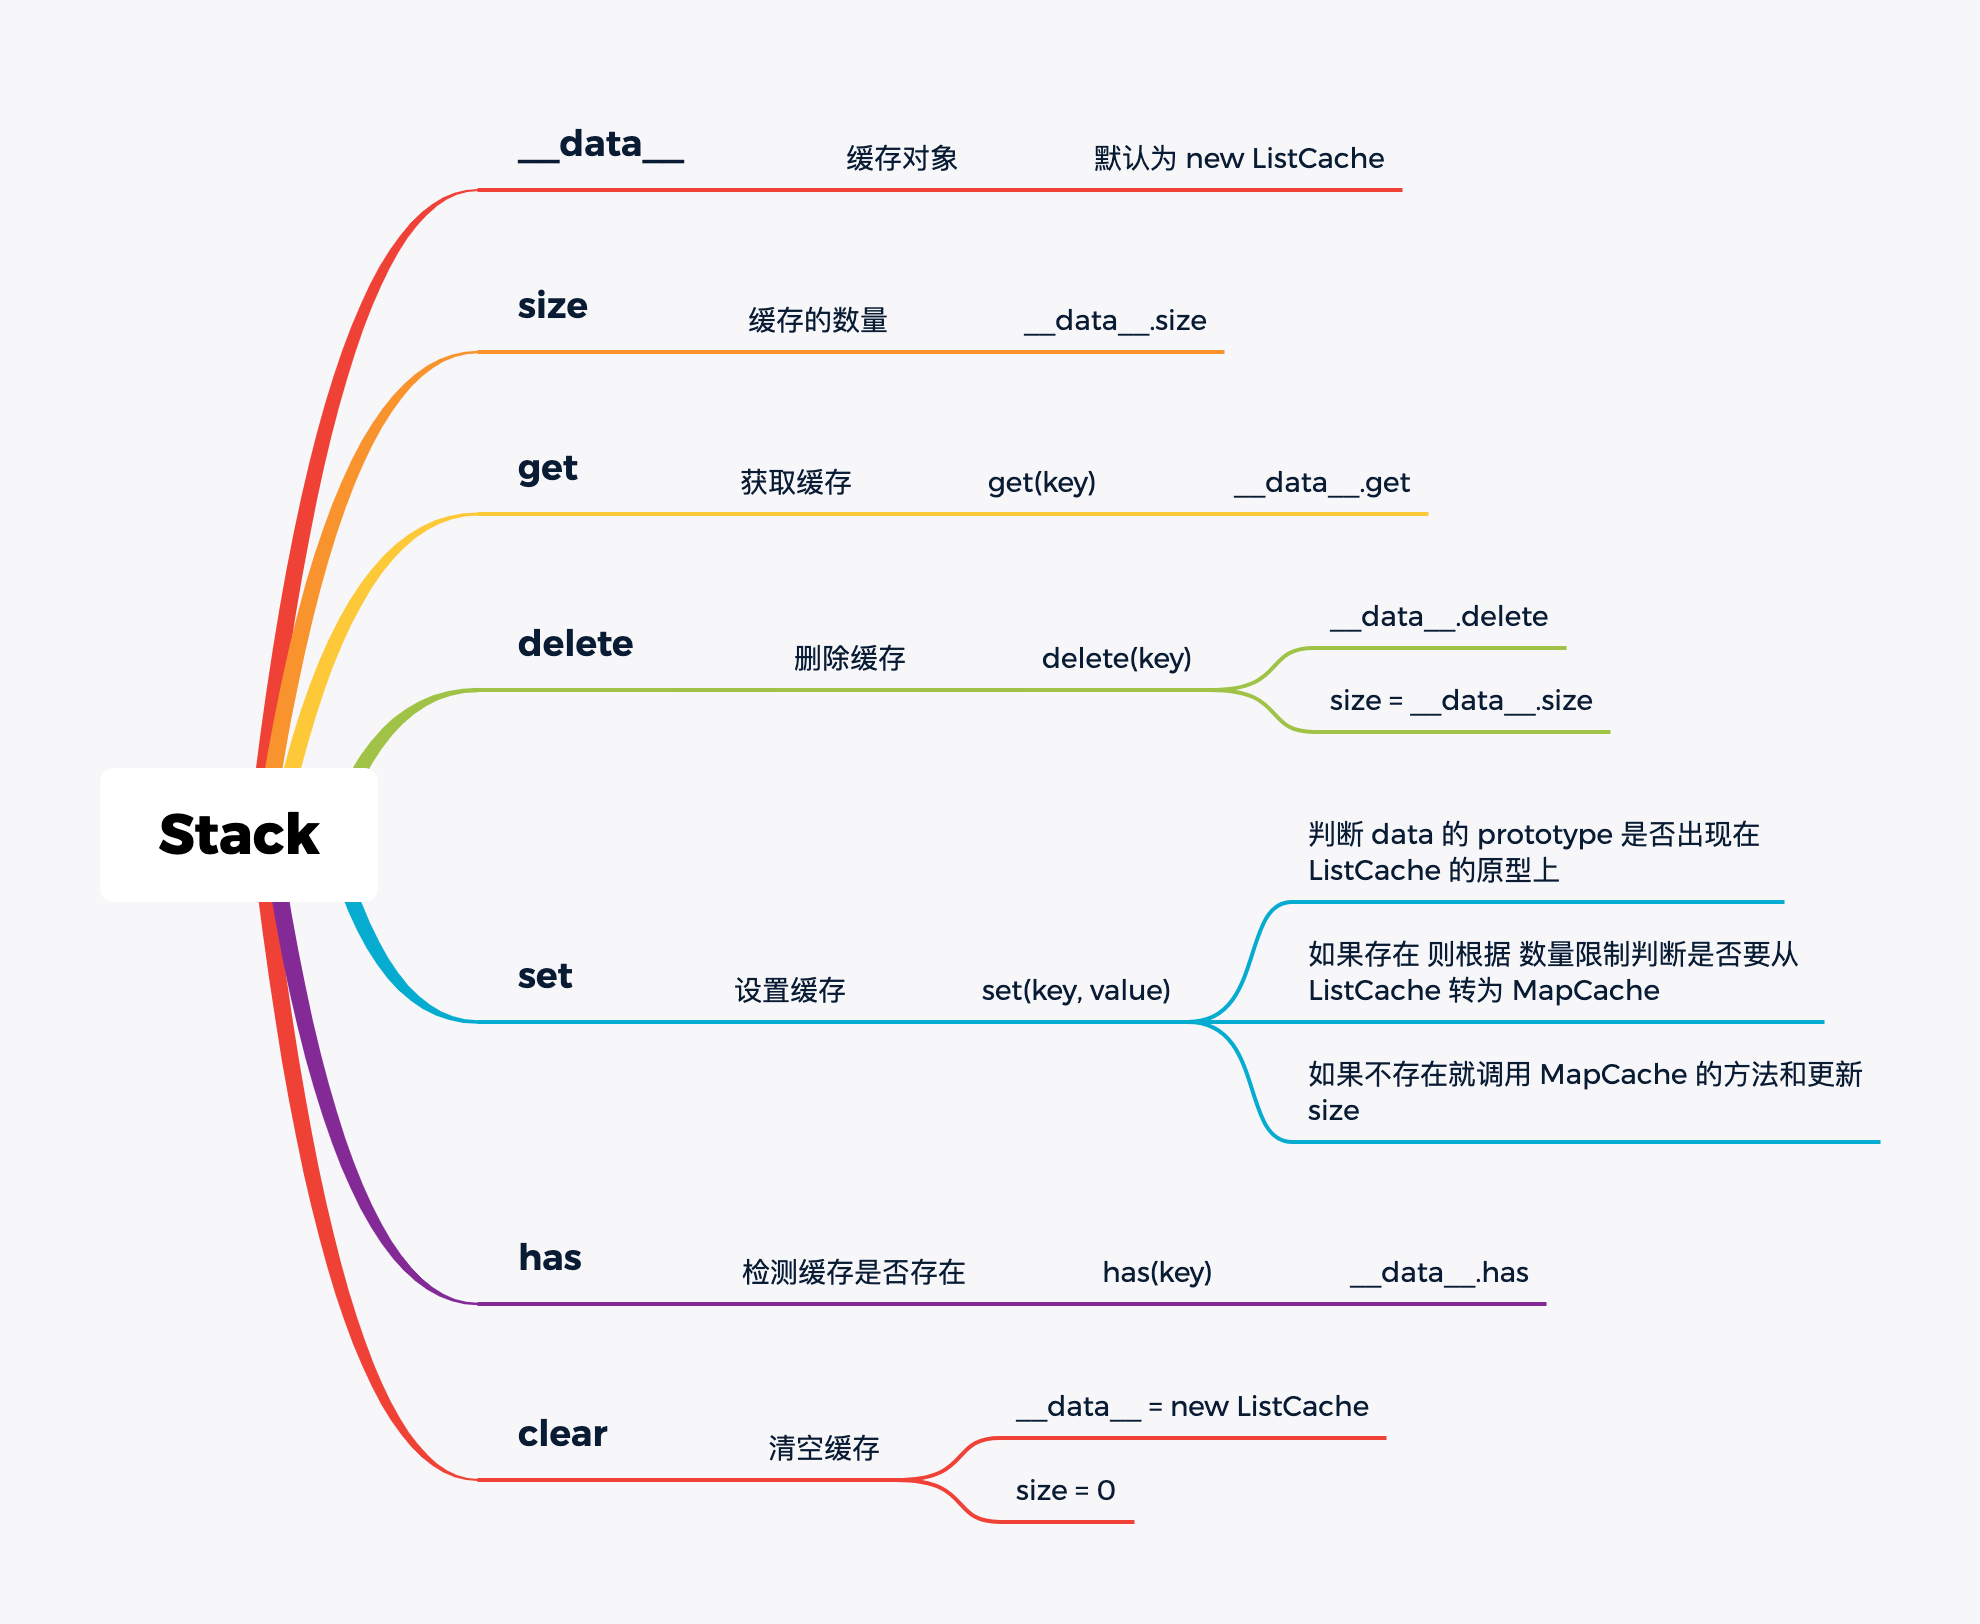 __data__
缓存对象
默认为 new ListCache
size
缓存的数量
__data__.size
get
获取缓存
get(key)
__data__.get
delete
删除缓存
delete(key)
__data__.delete
size = __data__.size
Stack
set
设置缓存
set(key, value)
判断 data 的 prototype 是否出现在
ListCache 的原型上
如果存在 则根据 数量限制判断是否要从
ListCache 转为 MapCache
如果不存在就调用 MapCache 的方法和更新
size
has
检测缓存是否存在
has(key)
__data__.has
clear
清空缓存
__data__ = new ListCache
size = 0